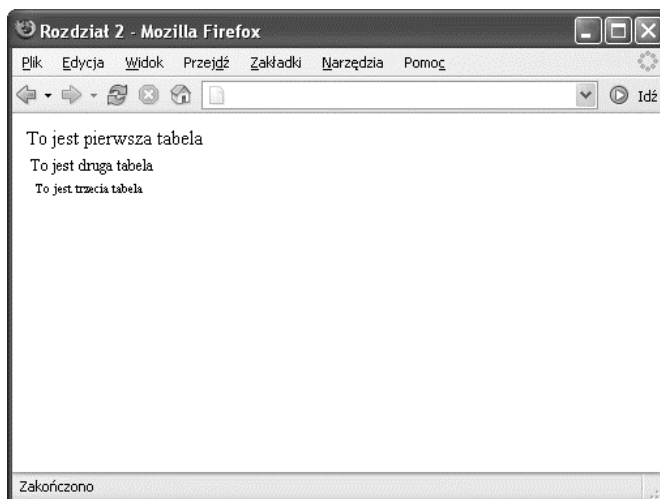 Rozdział 2 - Mozilla Firefox
Plik Edycja Widok Przejdź Zakładki Narzędzia Pomoc
Idź
To jest pierwsza tabela
To jest druga tabela
To jest trzecia tabela
Zakończono